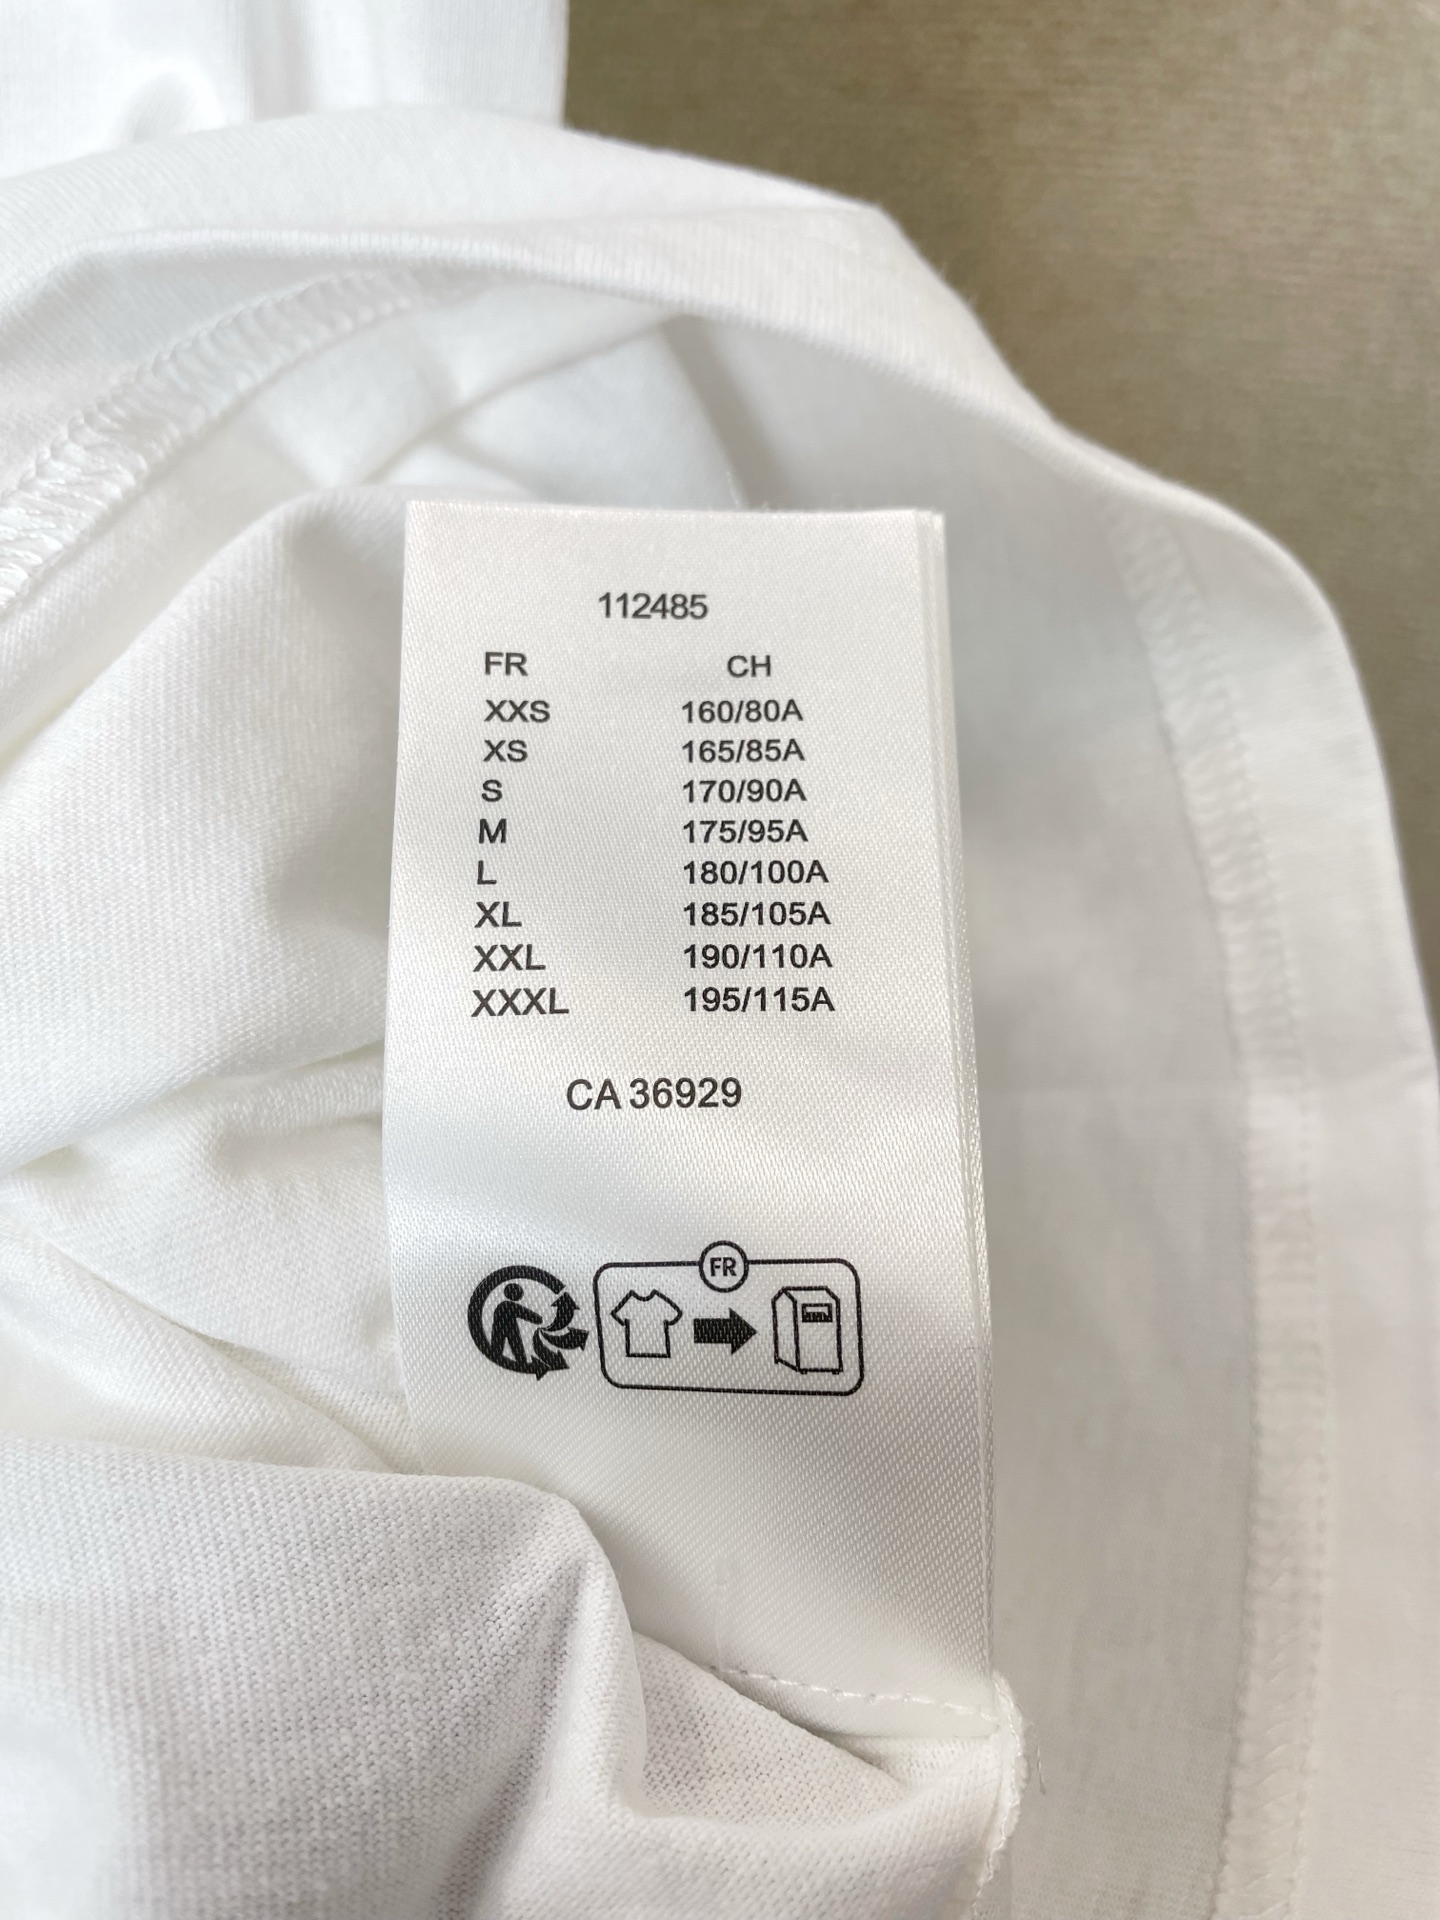 112485
FR CH
XXS 160/80A
XS 165/85A
S 170/90A
M 175/95A
L 180/100A
XL 185/105A
XXL 190/110A
XXXL 195/115A
CA 36929
FR